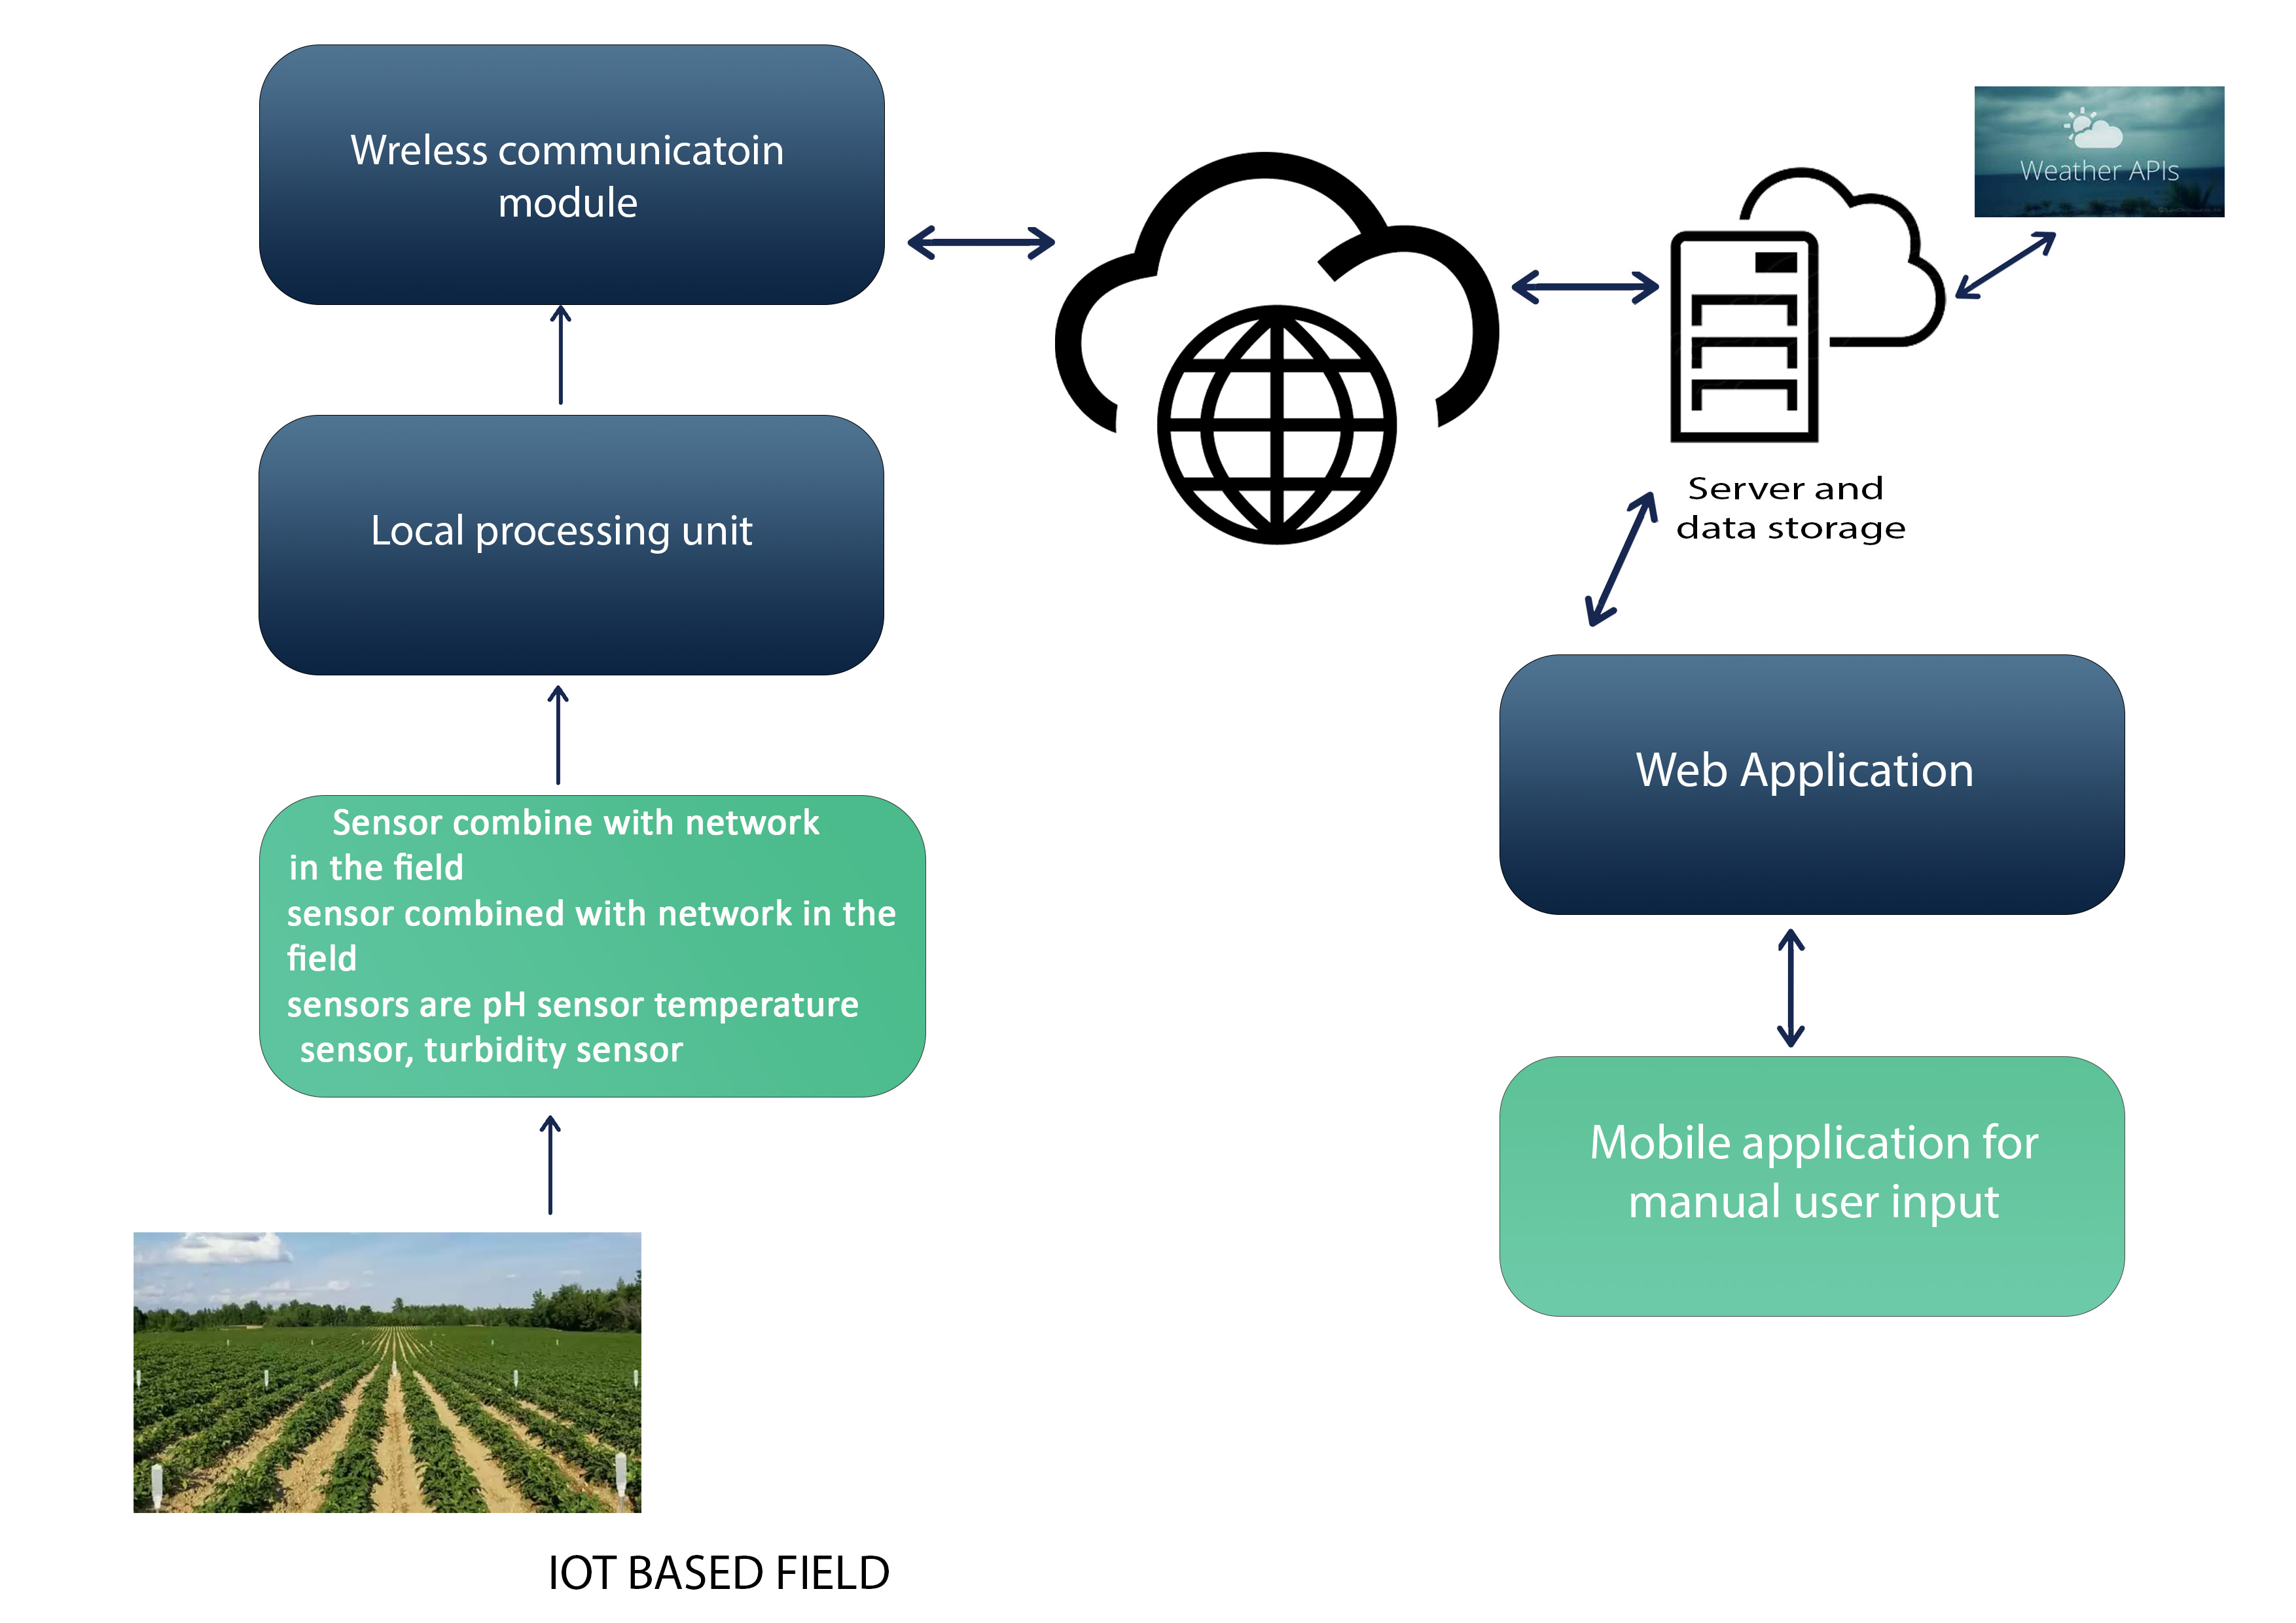 Wreless communicatoin
module
Weather APIs
Local processing unit
Server and
data storage
Sensor combine with network
in the field
sensor combined with network in the
field
sensors are pH sensor temperature
sensor, turbidity sensor
Web Application
Mobile application for
manual user input
IOT BASED FIELD